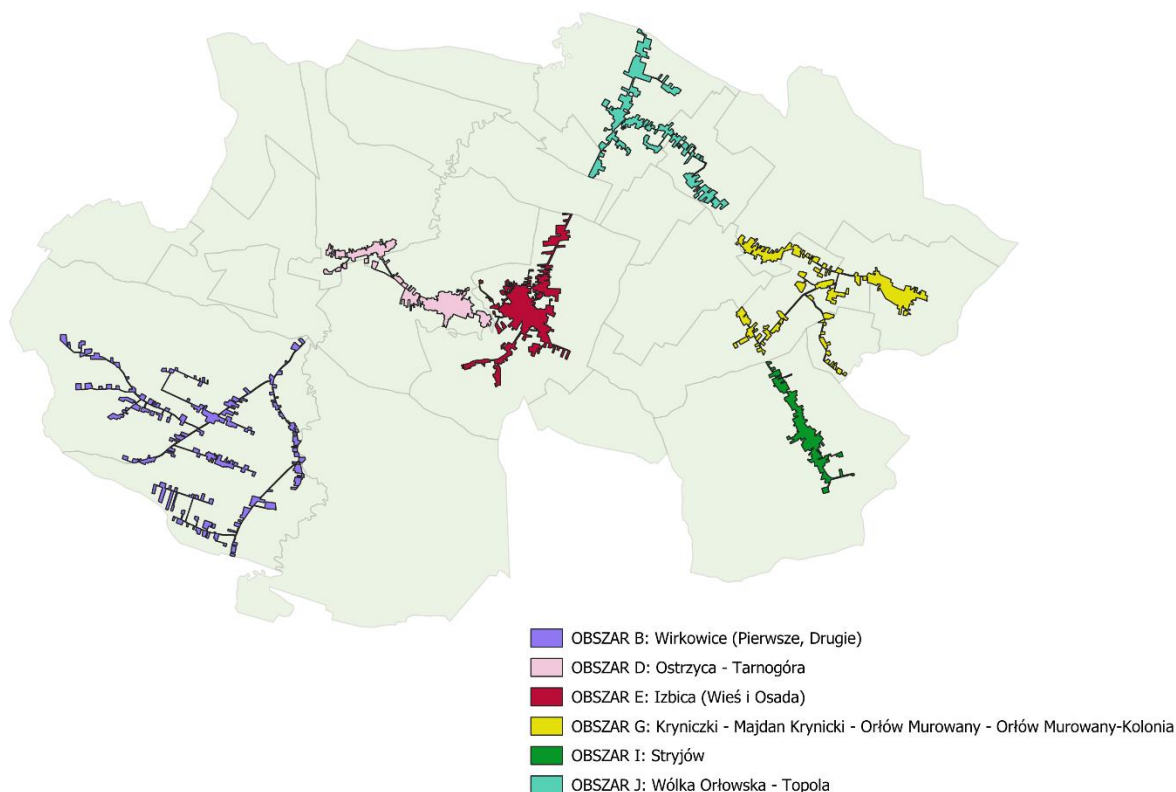 OBSZAR B: Wirkowice (Pierwsze, Drugie)
OBSZAR D: Ostrzyca - Tarnogóra
OBSZAR E: Izbica (Wieś i Osada)
OBSZAR G: Kryniczki - Majdan Krynicki - Orłów Murowany - Orłów Murowany-Kolonia
OBSZAR I: Stryjów
OBSZAR J: Wólka Orłowska - Topola